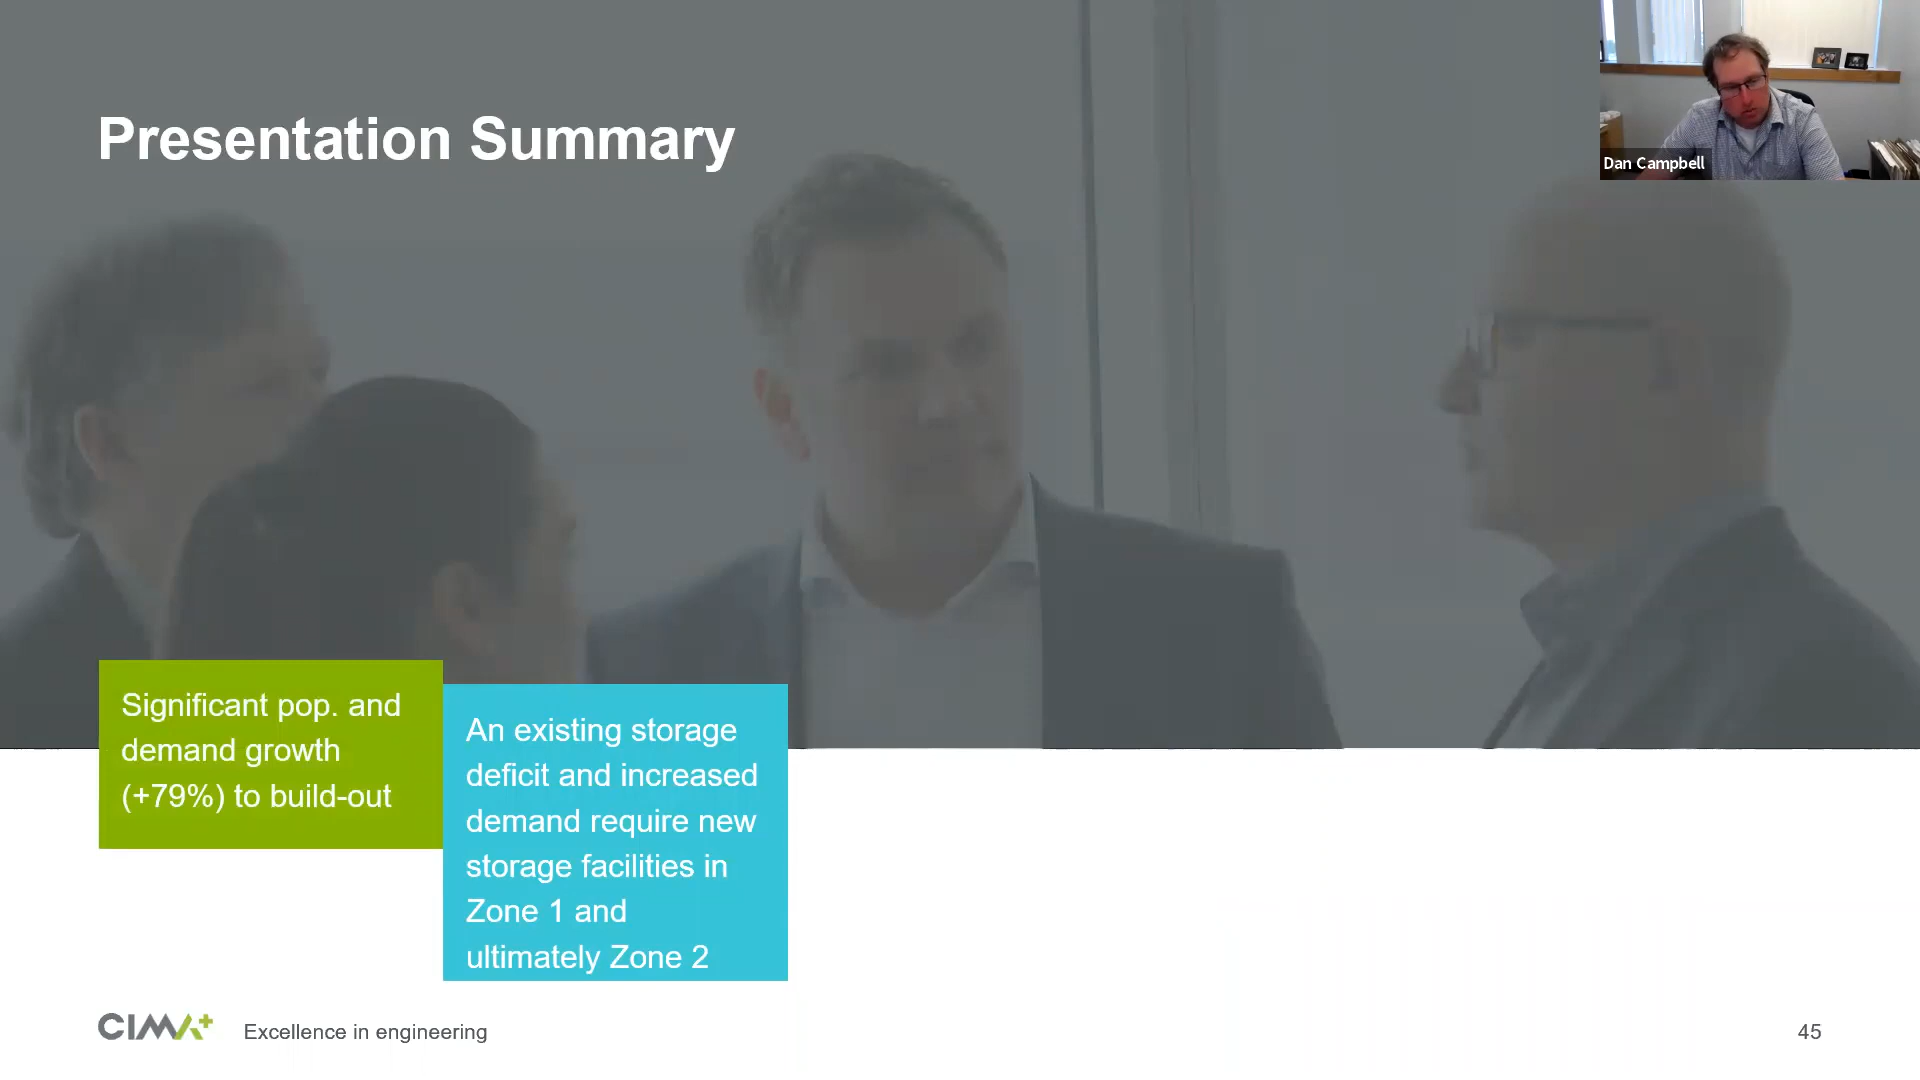 Presentation Summary
Dan Campbell
Significant pop. and
demand growth
(+79%) to build-out
An existing storage
deficit and increased
demand require new
storage facilities in
Zone 1 and
ultimately Zone 2
CIMA+
Excellence in engineering
45